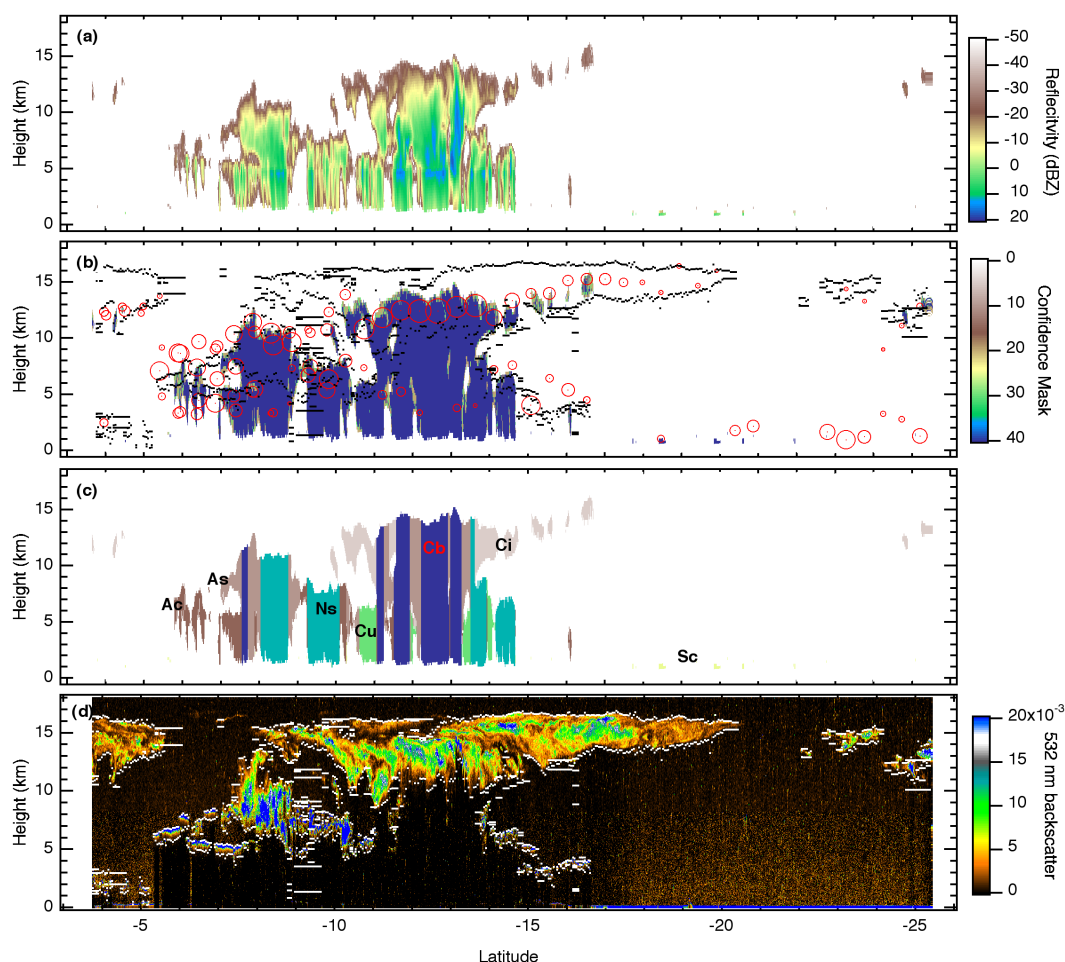 (a)
15
10
5
0
Height (km)
-50
-40
-30
-20
-10
0
10
20
Reflecitvity (dBZ)
(b)
15
10
5
0
Height (km)
0
10
20
30
40
Confidence Mask
(c)
15
10
5
0
Height (km)
Ac
As
Ns
Cu
Cb
Ci
Sc
(d)
15
10
5
0
Height (km)
20x10-3
15
10
5
0
532 nm backscatter
-5
-10
-15
-20
-25
Latitude